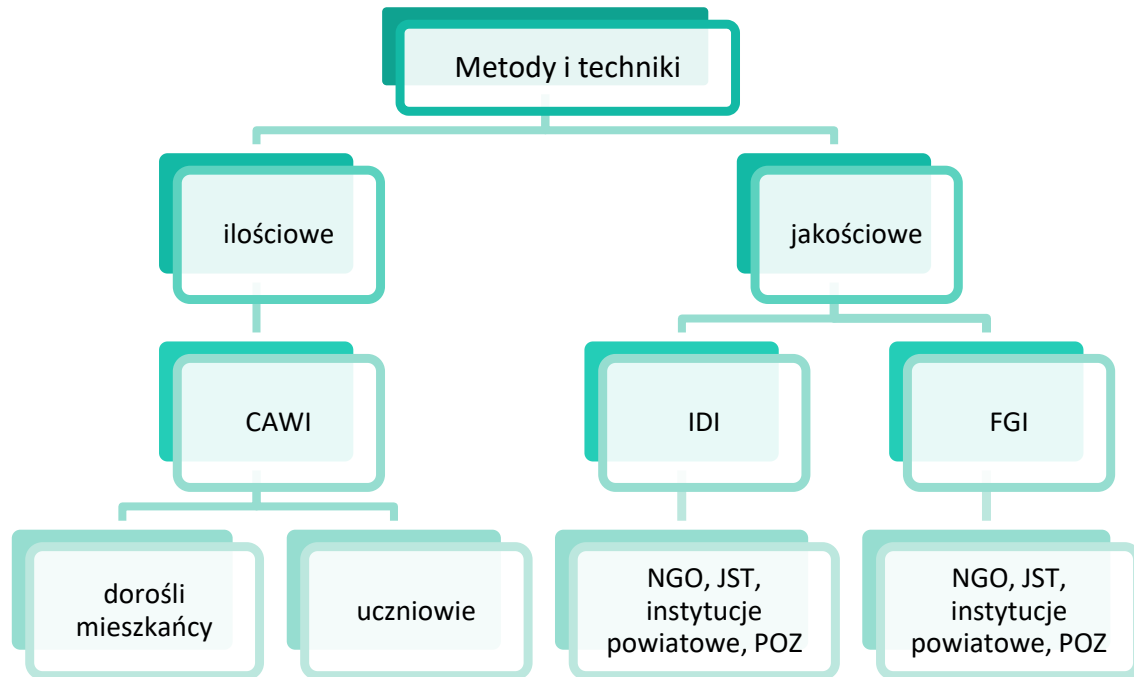 Metody i techniki
ilościowe
jakościowe
CAWI
IDI
FGI
dorośli
mieszkańcy
uczniowie
NGO, JST,
instytucje
powiatowe, POZ
NGO, JST,
instytucje
powiatowe, POZ